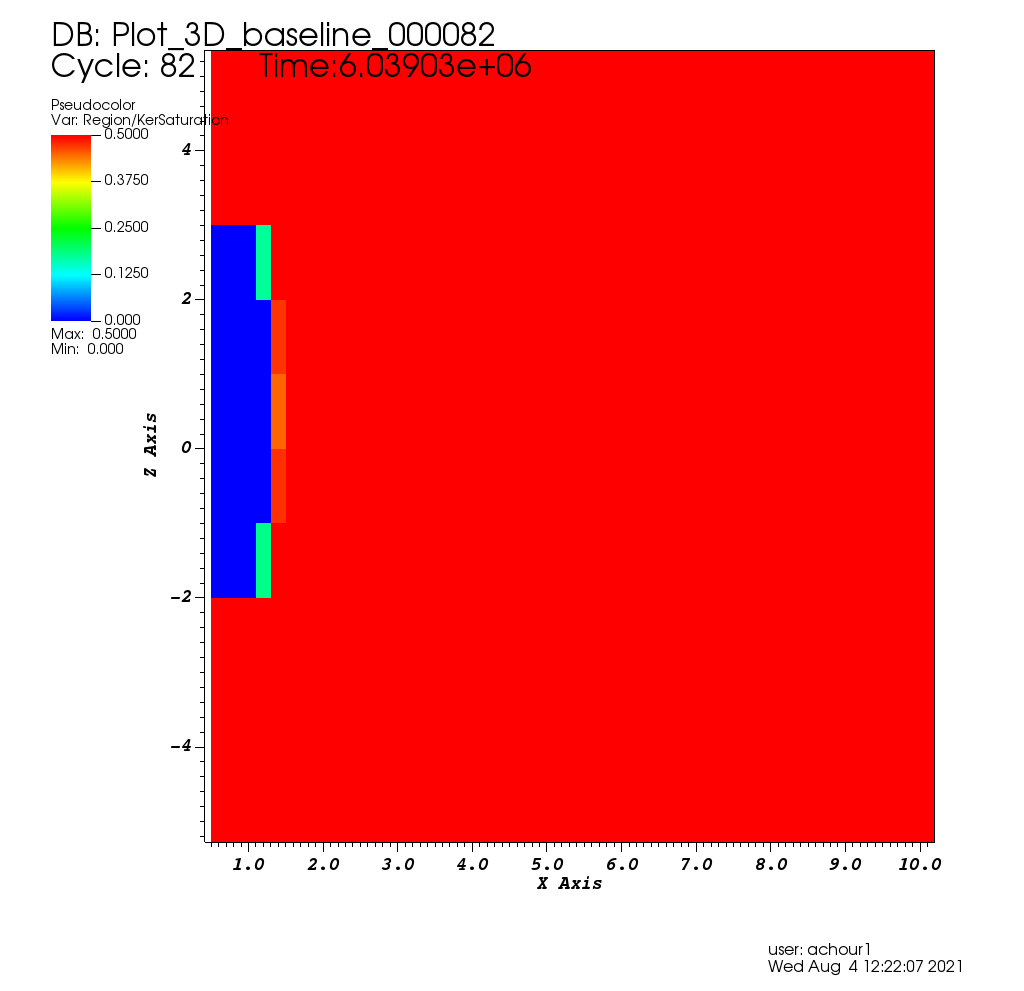 DB: Plot_3D_baseline_000082
Cycle: 82 Time:6.03903e+06
Pseudocolor
Var: Region/KerSaturation
0.5000
0.3750
0.2500
0.1250
0.000
Max: 0.5000
Min: 0.000
4
2
0
-2
-4
Z Axis
1.0 2.0 3.0 4.0 5.0 6.0 7.0 8.0 9.0 10.0
X Axis
user: achour1
Wed Aug 4 12:22:07 2021